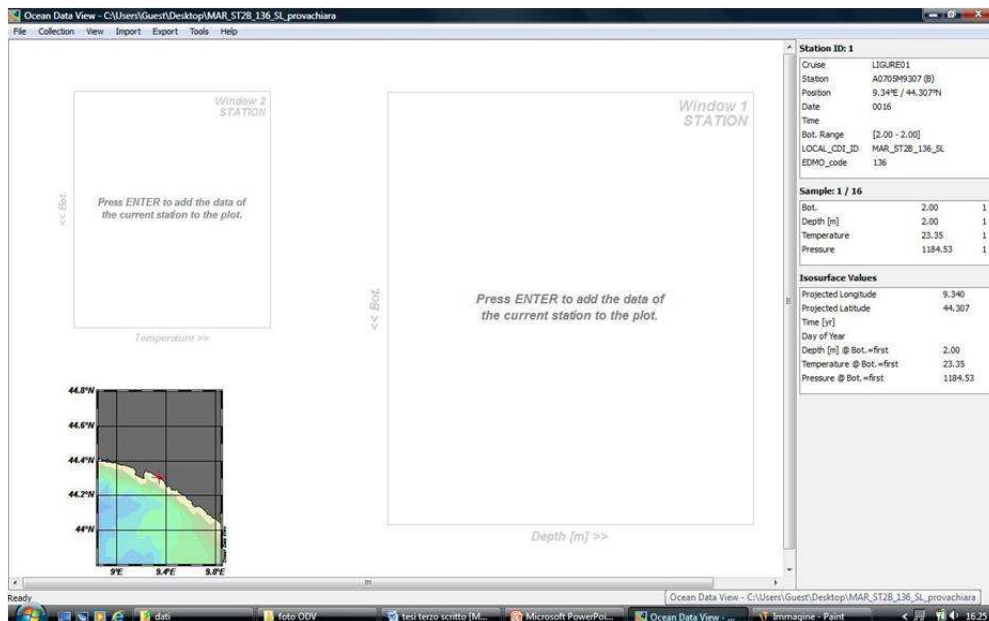 Ocean Data View - C:\Users\Guest\Desktop\MAR_ST2B_136_SL_provachiara
File Collection View Import Export Tools Help
Window 2
STATION
<< Bot.
Press ENTER to add the data of
the current station to the plot.
Temperature >>
Window 1
STATION
<< Bot.
Press ENTER to add the data of
the current station to the plot.
Depth [m] >>
44.8°N
44.6°N
44.4°N
44.2°N
44°N
9°E 9.4°E 9.8°E
Station ID: 1
Cruise LIGURE01
Station A0705M9307 (B)
Position 9.34°E / 44.307°N
Date 0016
Time
Bot. Range [2.00 - 2.00]
LOCAL_CDI_ID MAR_ST2B_136_SL
EDMO_code 136
Sample: 1 / 16
Bot. 2.00 1
Depth [m] 2.00 1
Temperature 23.35 1
Pressure 1184.53 1
Isosurface Values
Projected Longitude 9.340
Projected Latitude 44.307
Time [yr]
Day of Year
Depth [m] @ Bot.=first 2.00
Temperature @ Bot.=first 23.35
Pressure @ Bot.=first 1184.53
Ready
Ocean Data View - C:\Users\Guest\Desktop\MAR_ST2B_136_SL_provachiara
dati foto ODV tesi terzo scritto [M... Microsoft PowerPoi... Ocean Data View - ... Immagine - Paint 16.25